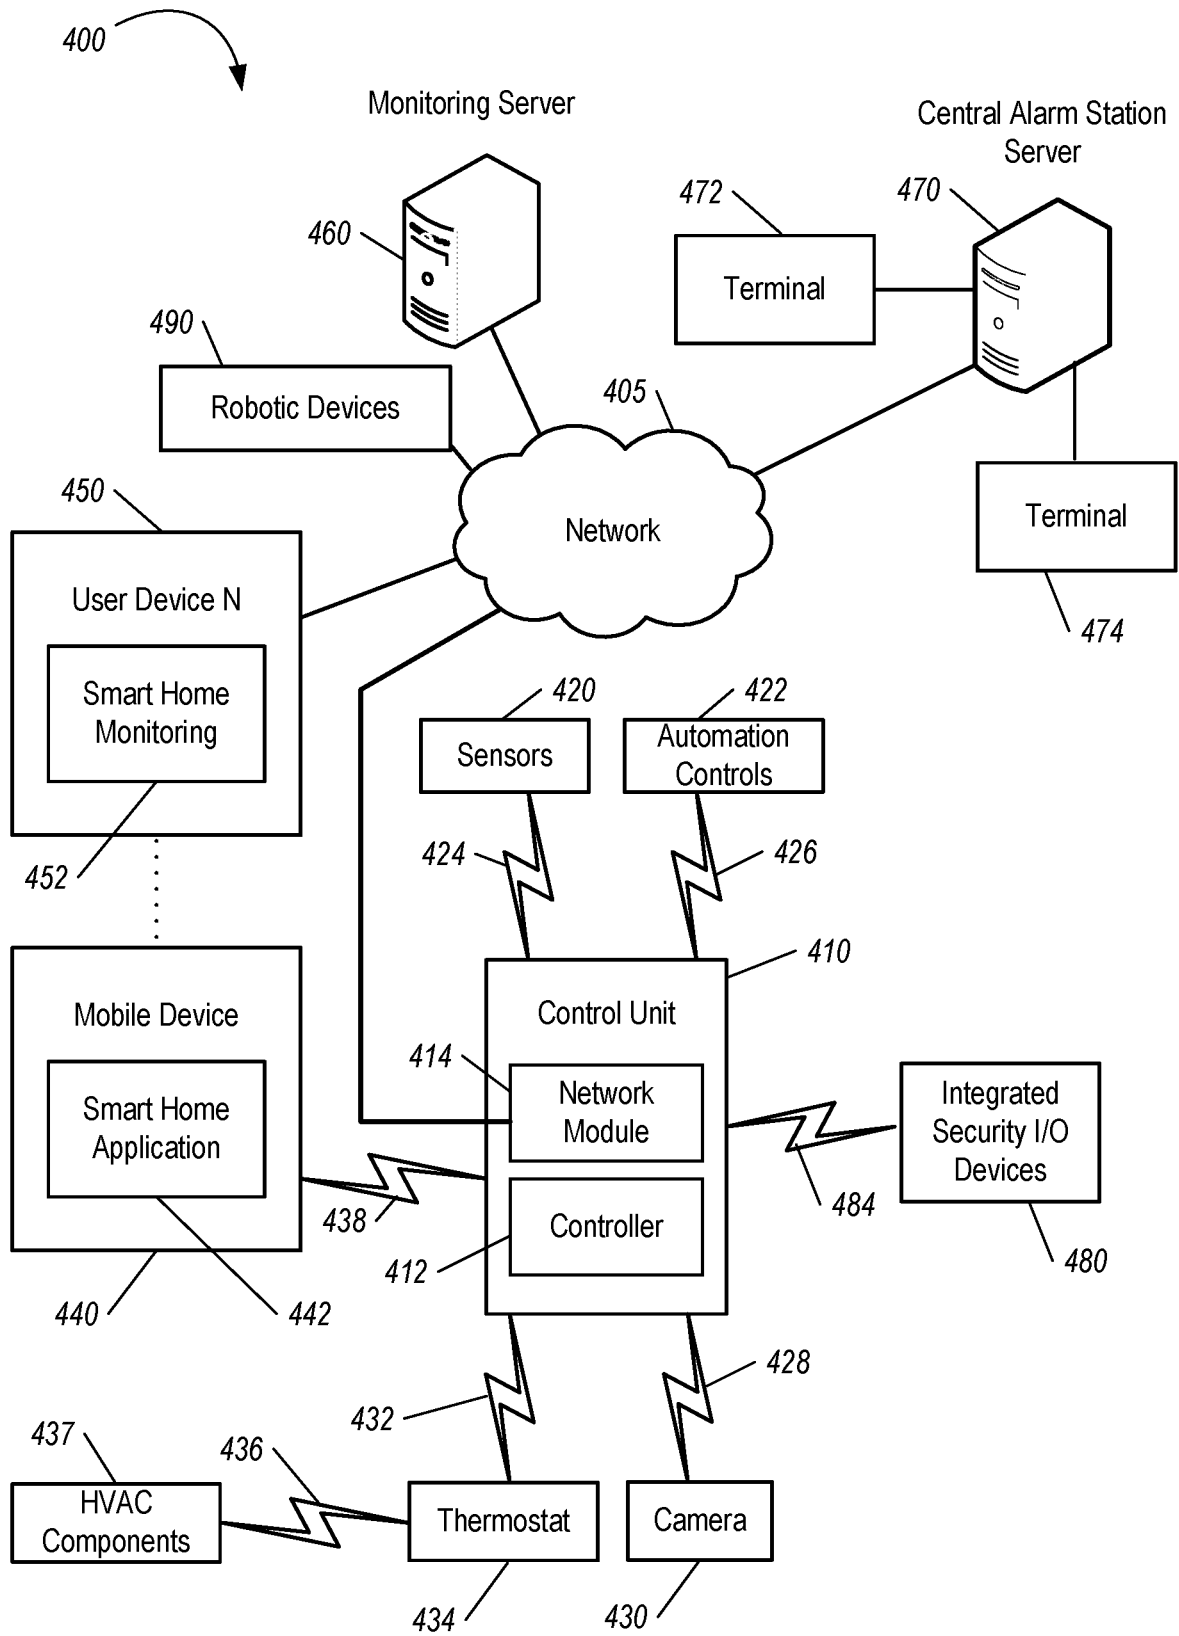 400
Monitoring Server
Central Alarm Station
Server
472
470
460
Terminal
490
Robotic Devices
405
450
Network
Terminal
User Device N
474
Smart Home
Monitoring
420
422
Sensors
Automation
Controls
452
424
426
410
Mobile Device
Control Unit
414
Smart Home
Application
Network
Module
Integrated
Security I/O
Devices
438
484
Controller
412
480
440
442
432
428
437
436
HVAC
Components
Thermostat
Camera
434
430